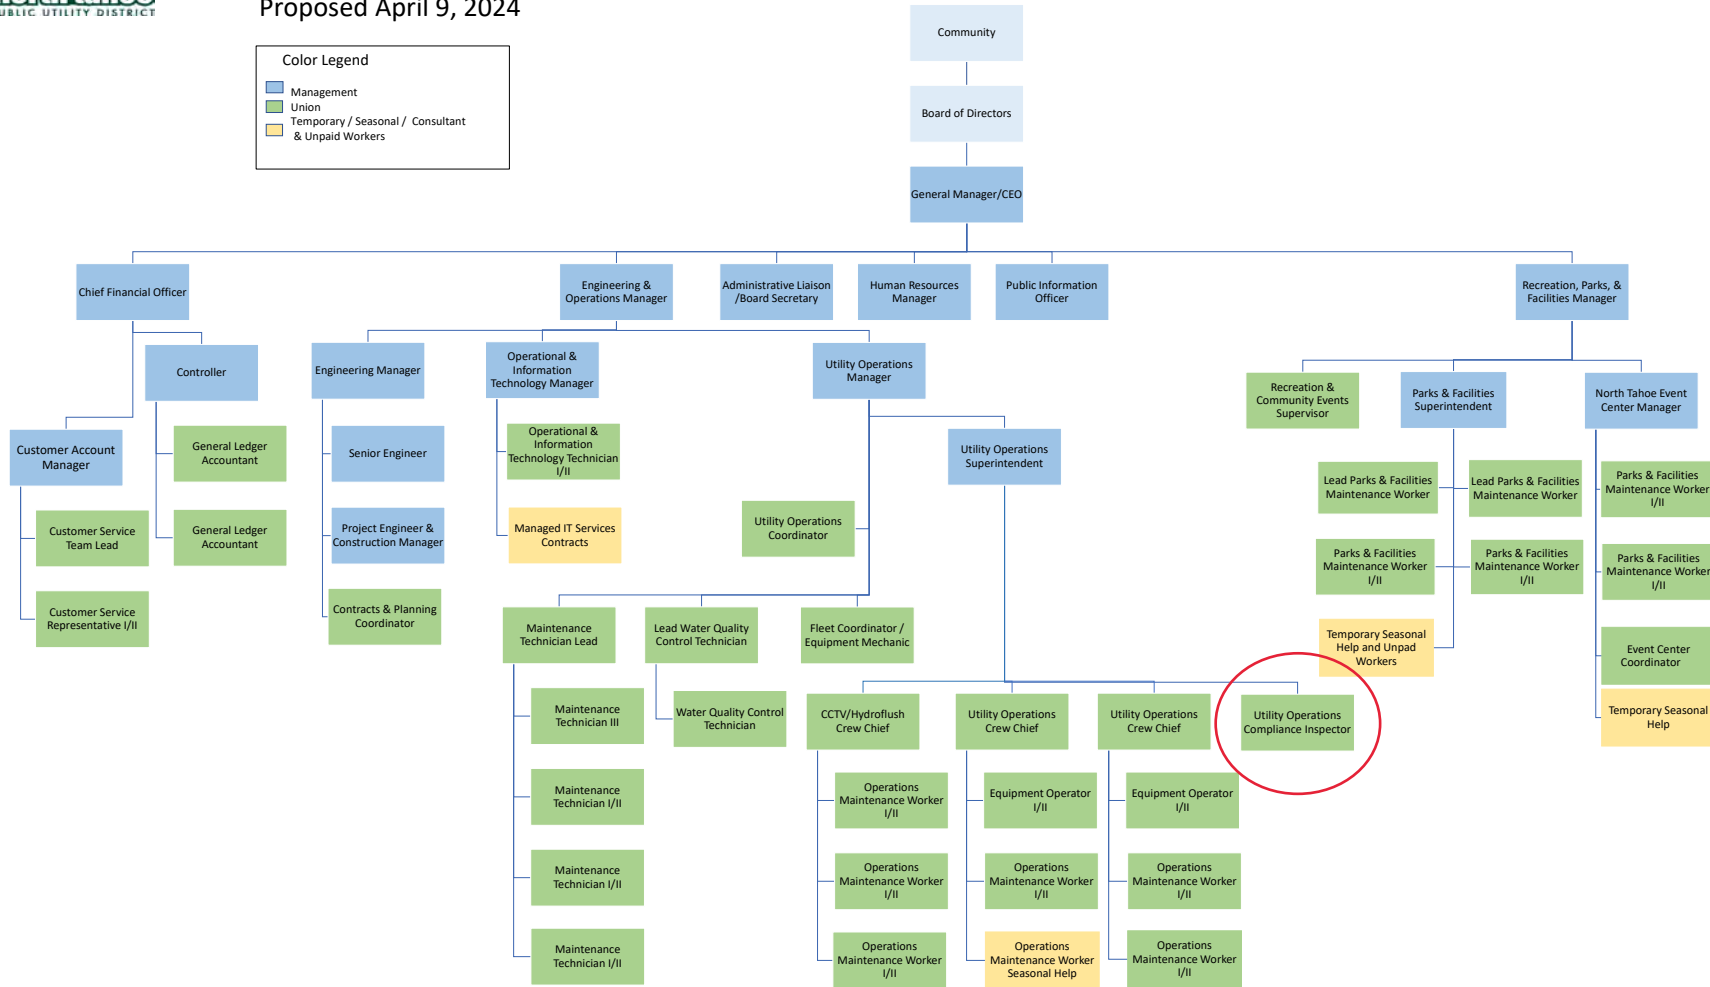 PUBLIC UTILITY DISTRICT
Proposed April 9, 2024
Color Legend
Management
Union
Temporary / Seasonal / Consultant
& Unpaid Workers
Community
Board of Directors
General Manager/CEO
Chief Financial Officer
Engineering &
Operations Manager
Administrative Liaison
/Board Secretary
Human Resources
Manager
Public Information
Officer
Recreation, Parks, &
Facilities Manager
Controller
Engineering Manager
Operational &
Information
Technology Manager
Utility Operations
Manager
Recreation &
Community Events
Supervisor
Parks & Facilities
Superintendent
North Tahoe Event
Center Manager
Customer Account
Manager
General Ledger
Accountant
Senior Engineer
Operational &
Information
Technology Technician
I/II
Utility Operations
Superintendent
Lead Parks & Facilities
Maintenance Worker
Lead Parks & Facilities
Maintenance Worker
Parks & Facilities
Maintenance Worker
I/II
Customer Service
Team Lead
General Ledger
Accountant
Project Engineer &
Construction Manager
Managed IT Services
Contracts
Utility Operations
Coordinator
Parks & Facilities
Maintenance Worker
I/II
Parks & Facilities
Maintenance Worker
I/II
Parks & Facilities
Maintenance Worker
I/II
Customer Service
Representative I/II
Contracts & Planning
Coordinator
Maintenance
Technician Lead
Lead Water Quality
Control Technician
Fleet Coordinator /
Equipment Mechanic
Temporary Seasonal
Help and Unpad
Workers
Event Center
Coordinator
Maintenance
Technician III
Water Quality Control
Technician
CCTV/Hydroflush
Crew Chief
Utility Operations
Crew Chief
Utility Operations
Crew Chief
Utility Operations
Compliance Inspector
Temporary Seasonal
Help
Maintenance
Technician I/II
Operations
Maintenance Worker
I/II
Equipment Operator
I/II
Equipment Operator
I/II
Maintenance
Technician I/II
Operations
Maintenance Worker
I/II
Operations
Maintenance Worker
I/II
Operations
Maintenance Worker
I/II
Maintenance
Technician I/II
Operations
Maintenance Worker
I/II
Operations
Maintenance Worker
Seasonal Help
Operations
Maintenance Worker
I/II